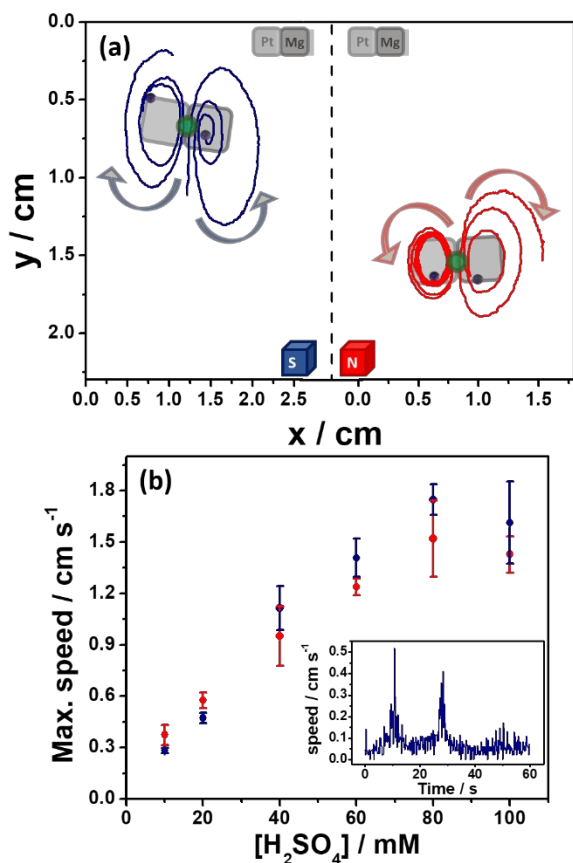 (a)
Pt Mg
Pt Mg
0.0
0.5
1.0
1.5
2.0
y / cm
S
N
0.0 0.5 1.0 1.5 2.0 2.5
0.0 0.5 1.0 1.5
x / cm
(b)
1.8
1.5
1.2
0.9
0.6
0.3
0.0
Max. speed / cm s⁻¹
0.5
0.4
0.3
0.2
0.1
0.0
speed / cm s⁻¹
0 20 40 60
Time / s
0 20 40 60 80 100
[H₂SO₄] / mM